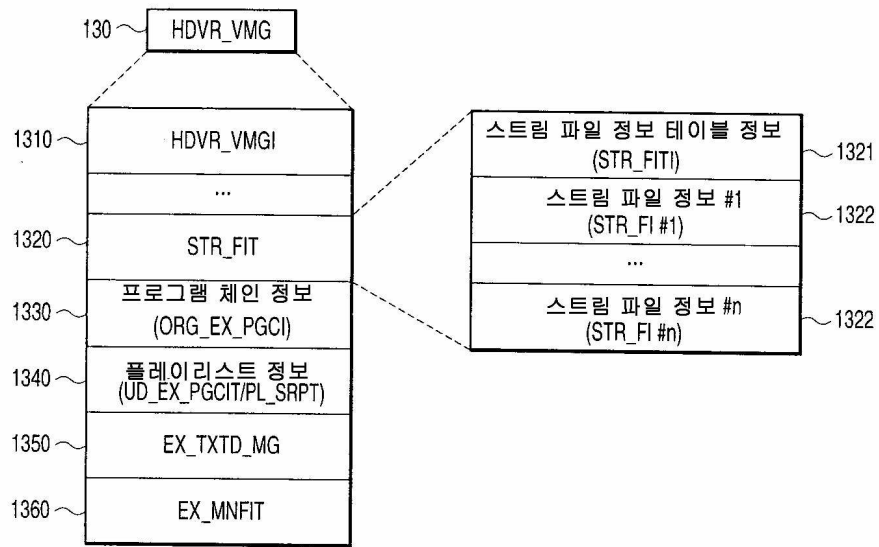 130
HDVR_VMG
1310
HDVR_VMGI
...
1320
STR_FIT
1330
프로그램 체인 정보
(ORG_EX_PGCI)
1340
플레이리스트 정보
(UD_EX_PGCIT/PL_SRPT)
1350
EX_TXTD_MG
1360
EX_MNFIT
스트림 파일 정보 테이블 정보
(STR_FITI)
1321
스트림 파일 정보 #1
(STR_FI #1)
1322
...
스트림 파일 정보 #n
(STR_FI #n)
1322